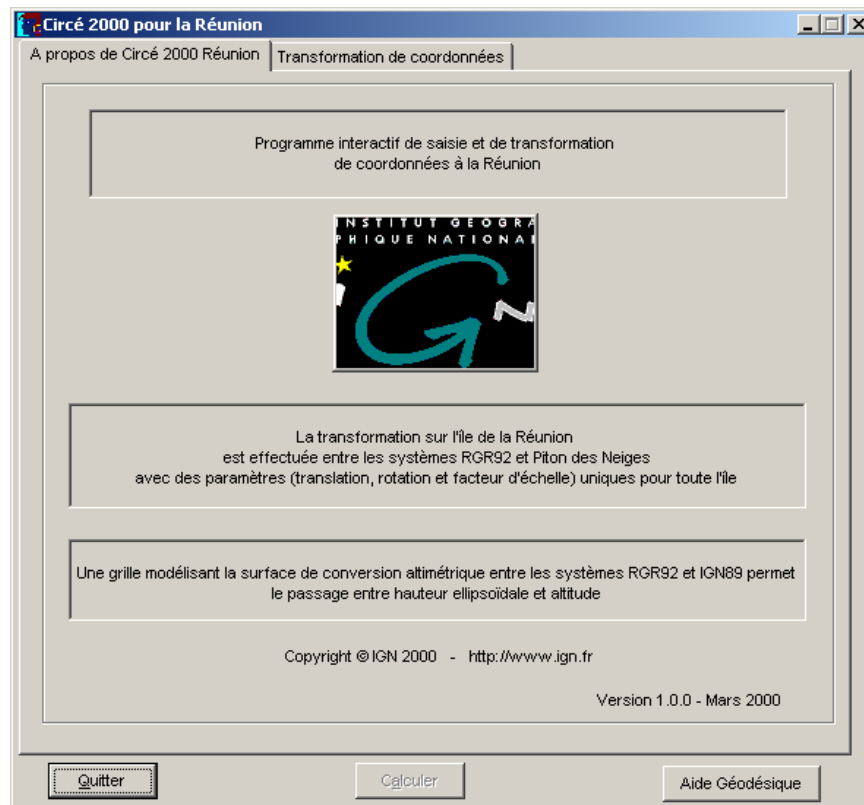 Circé 2000 pour la Réunion
A propos de Circé 2000 Réunion
Transformation de coordonnées
Programme interactif de saisie et de transformation
de coordonnées à la Réunion
INSTITUT GEOGRA
PHIQUE NATIONAL
La transformation sur l'île de la Réunion
est effectuée entre les systèmes RGR92 et Piton des Neiges
avec des paramètres (translation, rotation et facteur d'échelle) uniques pour toute l'île
Une grille modélisant la surface de conversion altimétrique entre les systèmes RGR92 et IGN89 permet
le passage entre hauteur ellipsoïdale et altitude
Copyright © IGN 2000 - http://www.ign.fr
Version 1.0.0 - Mars 2000
Quitter
Calculer
Aide Géodésique